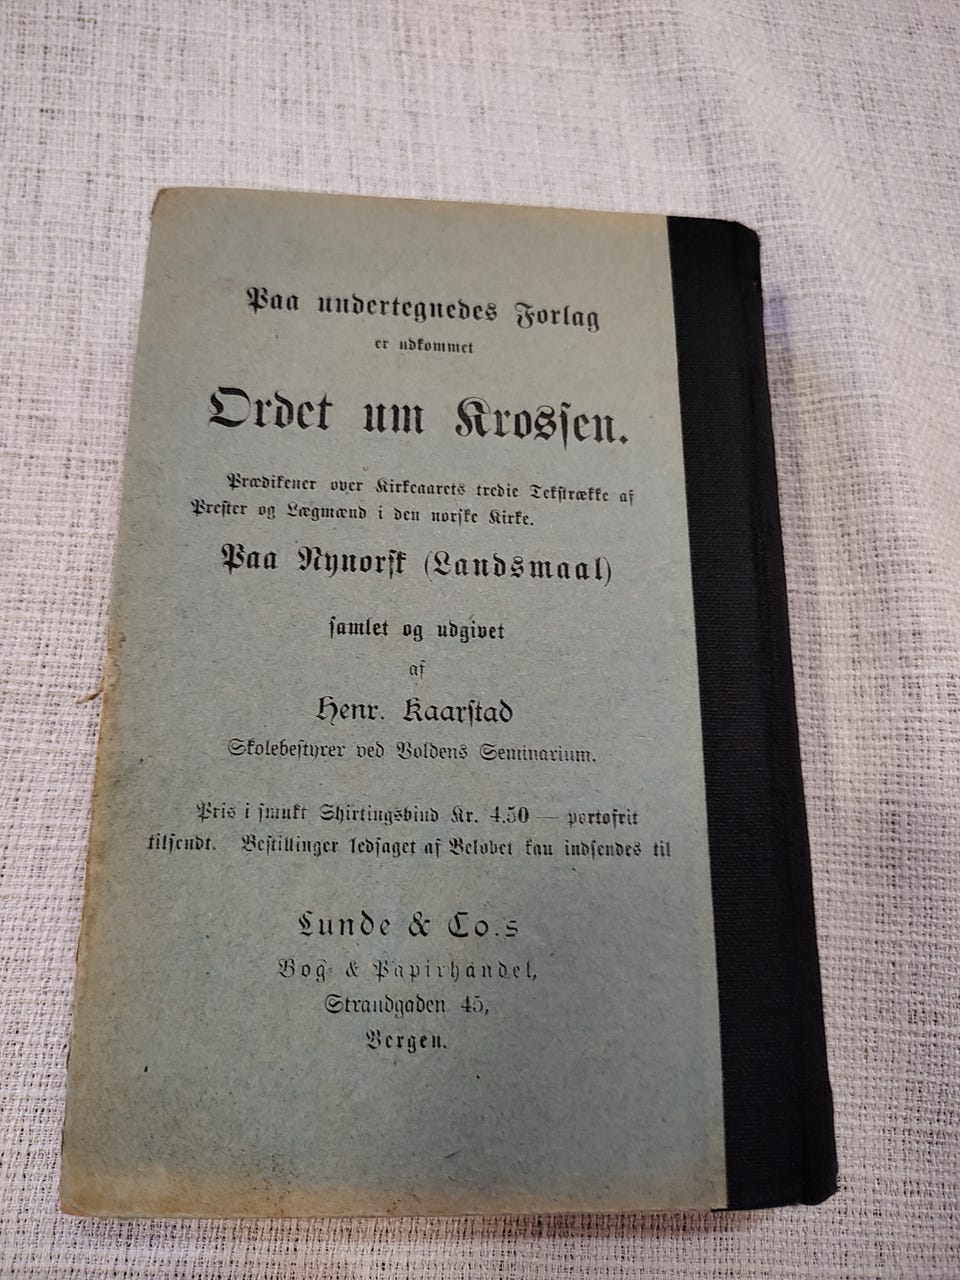 Paa undertegnedes Forlag
er udkommet
Ordet um Krossen.
Prædikener over Kirkeaarets tredie Tekstrække af
Prester og Lægmænd i den norske Kirke.
Paa Nynorsk (Landsmaal)
samlet og udgivet
af
Henr. Kaarstad
Skolebestyrer ved Voldens Seminarium.
Pris i smukt Shirtingsbind Kr. 4.50 — portofrit
tilsendt. Bestillinger ledsaget af Beløbet kan indsendes til
Lunde & Co.s
Bog- & Papirhandel,
Strandgaden 45,
Bergen.